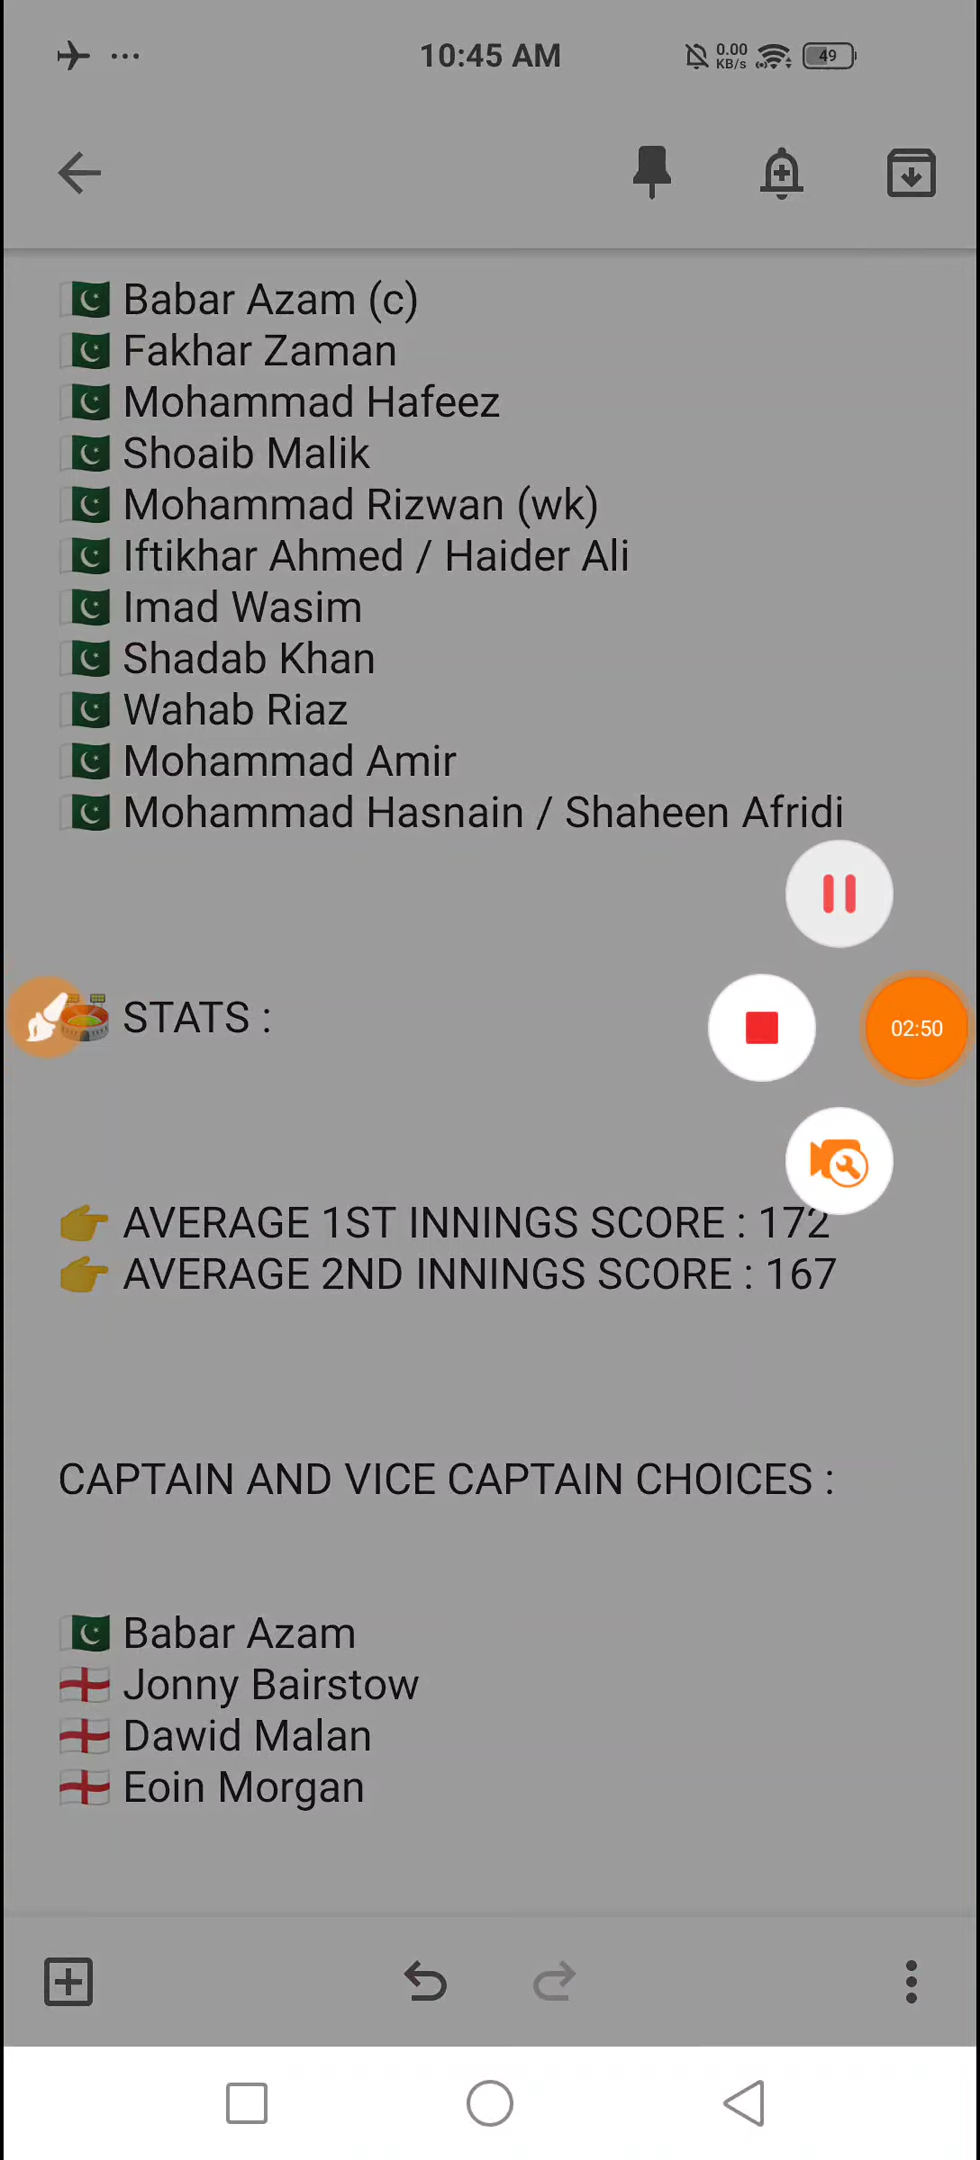 10:45 AM 0.00 KB/s 49
🇵🇰 Babar Azam (c)
🇵🇰 Fakhar Zaman
🇵🇰 Mohammad Hafeez
🇵🇰 Shoaib Malik
🇵🇰 Mohammad Rizwan (wk)
🇵🇰 Iftikhar Ahmed / Haider Ali
🇵🇰 Imad Wasim
🇵🇰 Shadab Khan
🇵🇰 Wahab Riaz
🇵🇰 Mohammad Amir
🇵🇰 Mohammad Hasnain / Shaheen Afridi
🏟 STATS :
02:50
👉 AVERAGE 1ST INNINGS SCORE : 172
👉 AVERAGE 2ND INNINGS SCORE : 167
CAPTAIN AND VICE CAPTAIN CHOICES :
🇵🇰 Babar Azam
🏴󠁧󠁢󠁥󠁮󠁧󠁿 Jonny Bairstow
🏴󠁧󠁢󠁥󠁮󠁧󠁿 Dawid Malan
🏴󠁧󠁢󠁥󠁮󠁧󠁿 Eoin Morgan